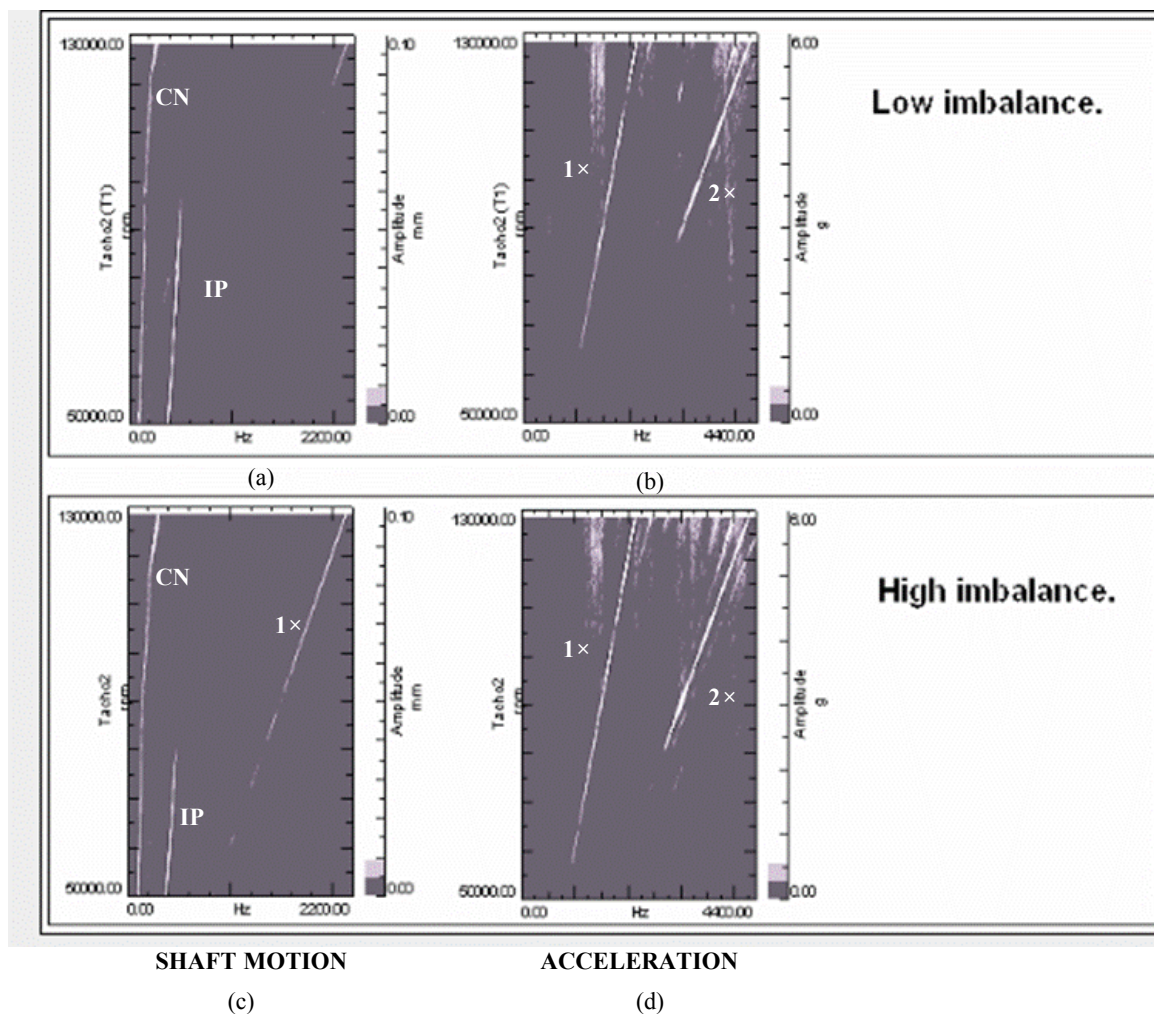 130000.00
CN
IP
Tacho2 (T1)
rpm
50000.00
0.00 Hz 2200.00
0.10
Amplitude
mm
0.00
(a)
130000.00
1×
2×
Tacho2 (T1)
rpm
50000.00
0.00 Hz 4400.00
6.00
Amplitude
g
0.00
(b)
Low imbalance.
130000.00
CN
1×
IP
Tacho2
rpm
50000.00
0.00 Hz 2200.00
0.10
Amplitude
mm
0.00
130000.00
1×
2×
Tacho2
rpm
50000.00
0.00 Hz 4400.00
6.00
Amplitude
g
0.00
High imbalance.
SHAFT MOTION
ACCELERATION
(c)
(d)